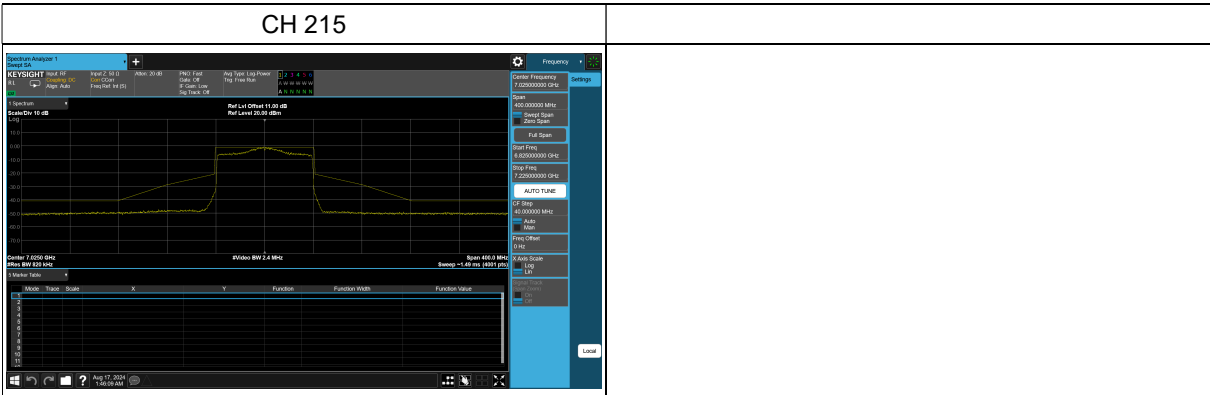 CH 215
Spectrum Analyzer 1
Swept SA
Frequency
KEYSIGHT
Input: RF
Coupling: DC
Align: Auto
Input Z: 50 Ω
Corr CCorr
Freq Ref: Int (S)
Atten: 20 dB
PNO: Fast
Gate: Off
IF Gain: Low
Sig Track: Off
Avg Type: Log-Power
Trig: Free Run
1 2 3 4 5 6
A W W W W W
A N N N N N
1 Spectrum
Scale/Div 10 dB
Log
Ref Lvl Offset 11.00 dB
Ref Level 20.00 dBm
10.0
0.00
-10.0
-20.0
-30.0
-40.0
-50.0
-60.0
-70.0
Center 7.0250 GHz
#Res BW 820 kHz
#Video BW 2.4 MHz
Span 400.0 MHz
Sweep ~1.49 ms (4001 pts)
5 Marker Table
Mode Trace Scale X Y Function Function Width Function Value
1
2
3
4
5
6
7
8
9
10
11
Center Frequency
7.025000000 GHz
Settings
Span
400.000000 MHz
Swept Span
Zero Span
Full Span
Start Freq
6.825000000 GHz
Stop Freq
7.225000000 GHz
AUTO TUNE
CF Step
40.000000 MHz
Auto
Man
Freq Offset
0 Hz
X Axis Scale
Log
Lin
Signal Track
(Span Zoom)
On
Off
Local
Aug 17, 2024
1:46:09 AM